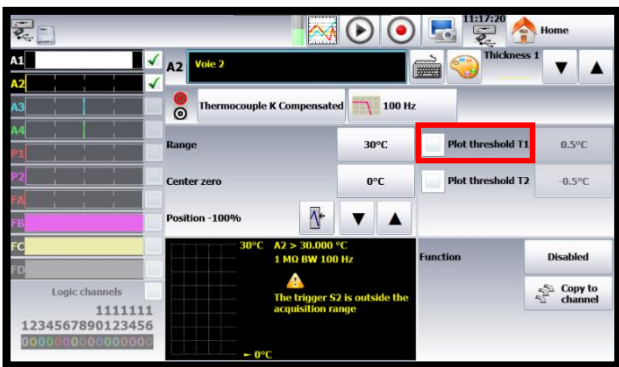 11:17:20
Home
A1
A2
A3
A4
P1
P2
FA
FB
FC
FD
Logic channels
1111111
1234567890123456
0000000000000000
A2 Voie 2
Thickness 1
Thermocouple K Compensated
100 Hz
Range 30°C
Plot threshold T1 0.5°C
Center zero 0°C
Plot threshold T2 -0.5°C
Position -100%
30°C A2 > 30.000 °C
1 MΩ BW 100 Hz
The trigger S2 is outside the
acquisition range
0°C
Function Disabled
Copy to
channel